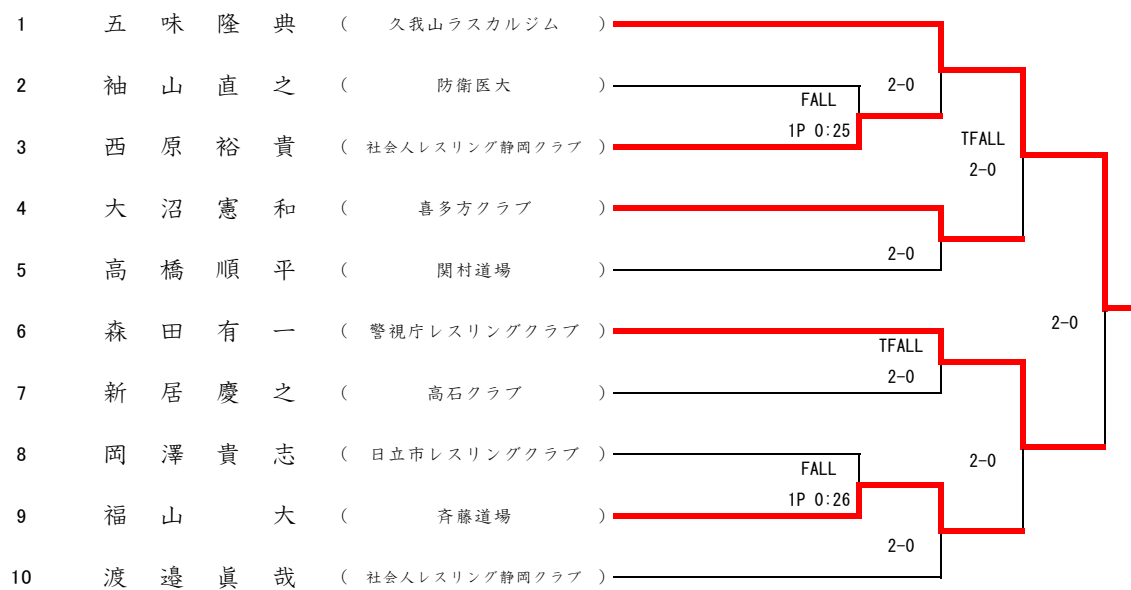 1 五 味 隆 典 ( 久我山ラスカルジム )
2 袖 山 直 之 ( 防衛医大 )
2-0
FALL
1P 0:25
3 西 原 裕 貴 ( 社会人レスリング静岡クラブ )
TFALL
2-0
4 大 沼 憲 和 ( 喜多方クラブ )
2-0
5 高 橋 順 平 ( 関村道場 )
2-0
6 森 田 有 一 ( 警視庁レスリングクラブ )
TFALL
2-0
7 新 居 慶 之 ( 高石クラブ )
8 岡 澤 貴 志 ( 日立市レスリングクラブ )
2-0
FALL
1P 0:26
9 福 山 大 ( 斉藤道場 )
2-0
10 渡 邉 眞 哉 ( 社会人レスリング静岡クラブ )